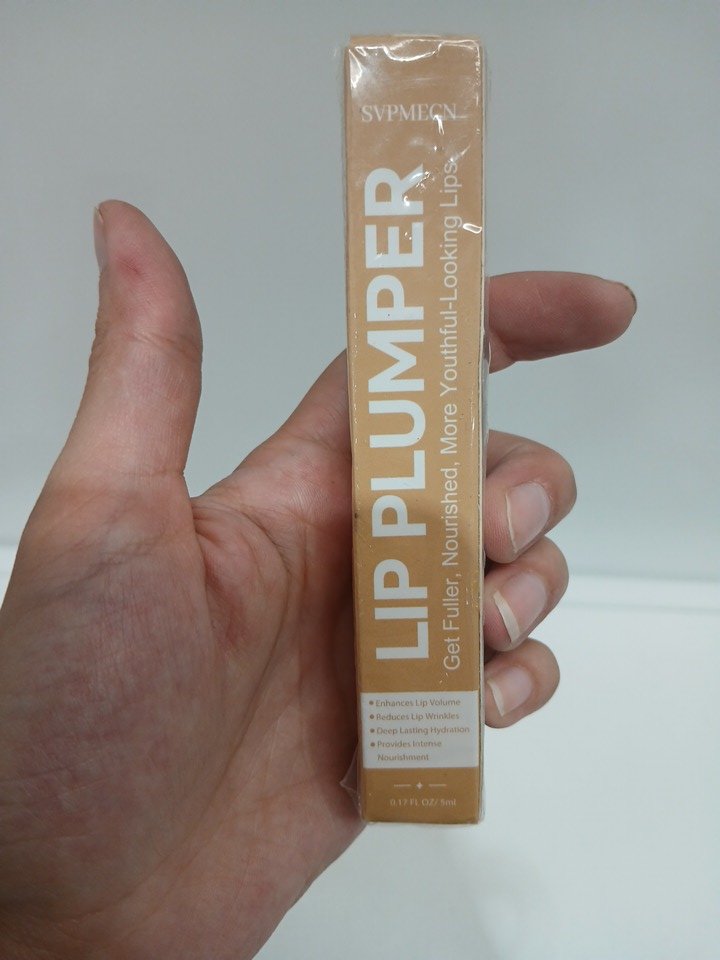 SVPMECN
LIP PLUMPER
Get Fuller, Nourished, More Youthful-Looking Lips.
• Enhances Lip Volume
• Reduces Lip Wrinkles
• Deep Lasting Hydration
• Provides Intense
Nourishment
0.17 FL OZ/ 5ml